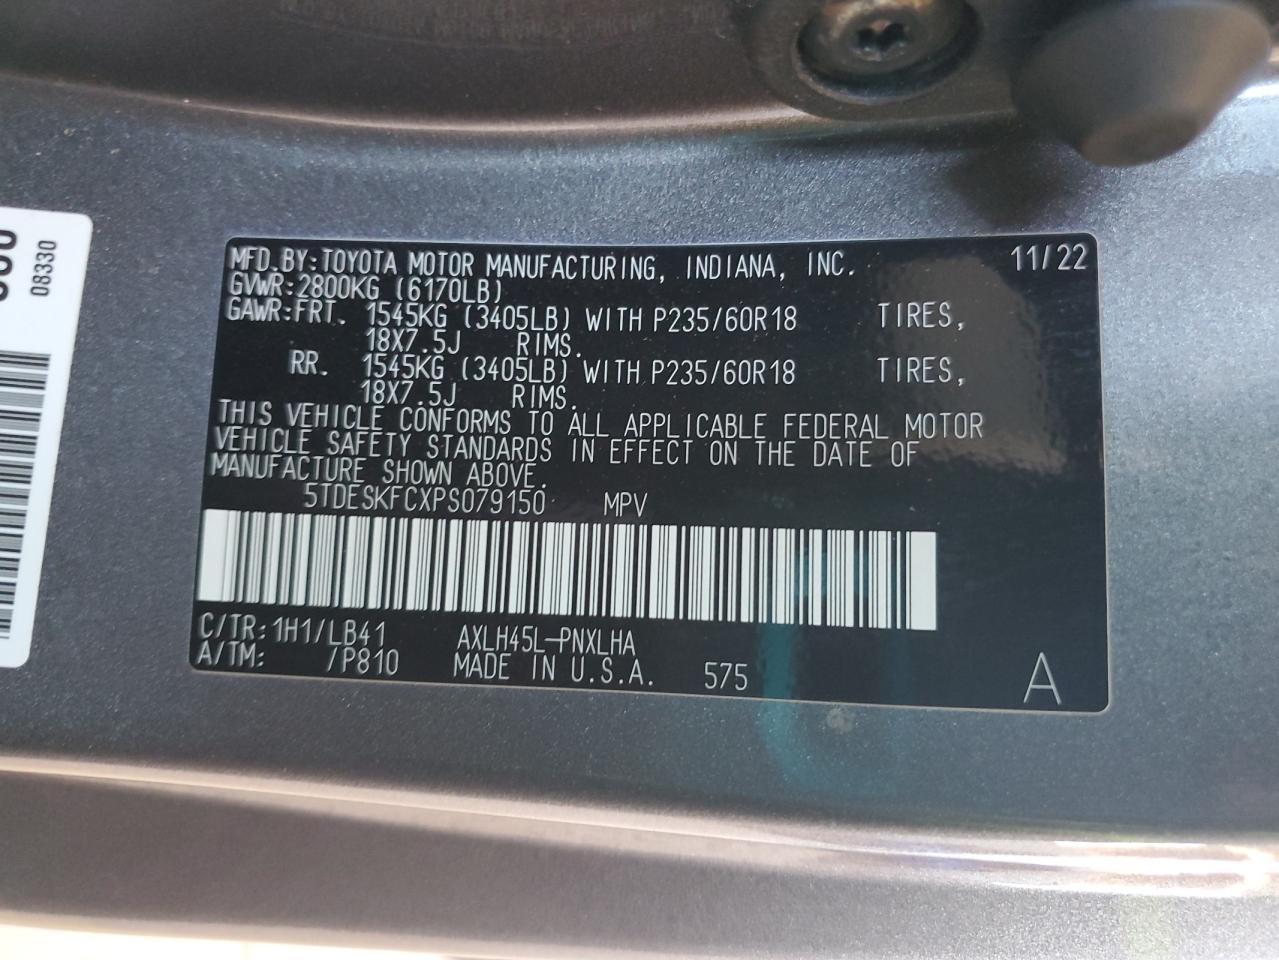 MFD.BY:TOYOTA MOTOR MANUFACTURING, INDIANA, INC. 11/22
GVWR:2800KG (6170LB)
GAWR:FRT. 1545KG (3405LB) WITH P235/60R18 TIRES,
18X7.5J RIMS.
RR. 1545KG (3405LB) WITH P235/60R18 TIRES,
18X7.5J RIMS.
THIS VEHICLE CONFORMS TO ALL APPLICABLE FEDERAL MOTOR
VEHICLE SAFETY STANDARDS IN EFFECT ON THE DATE OF
MANUFACTURE SHOWN ABOVE.
5TDESKFCXPS079150 MPV
C/TR:1H1/LB41 AXLH45L-PNXLHA
A/TM: /P810 MADE IN U.S.A. 575 A
08330